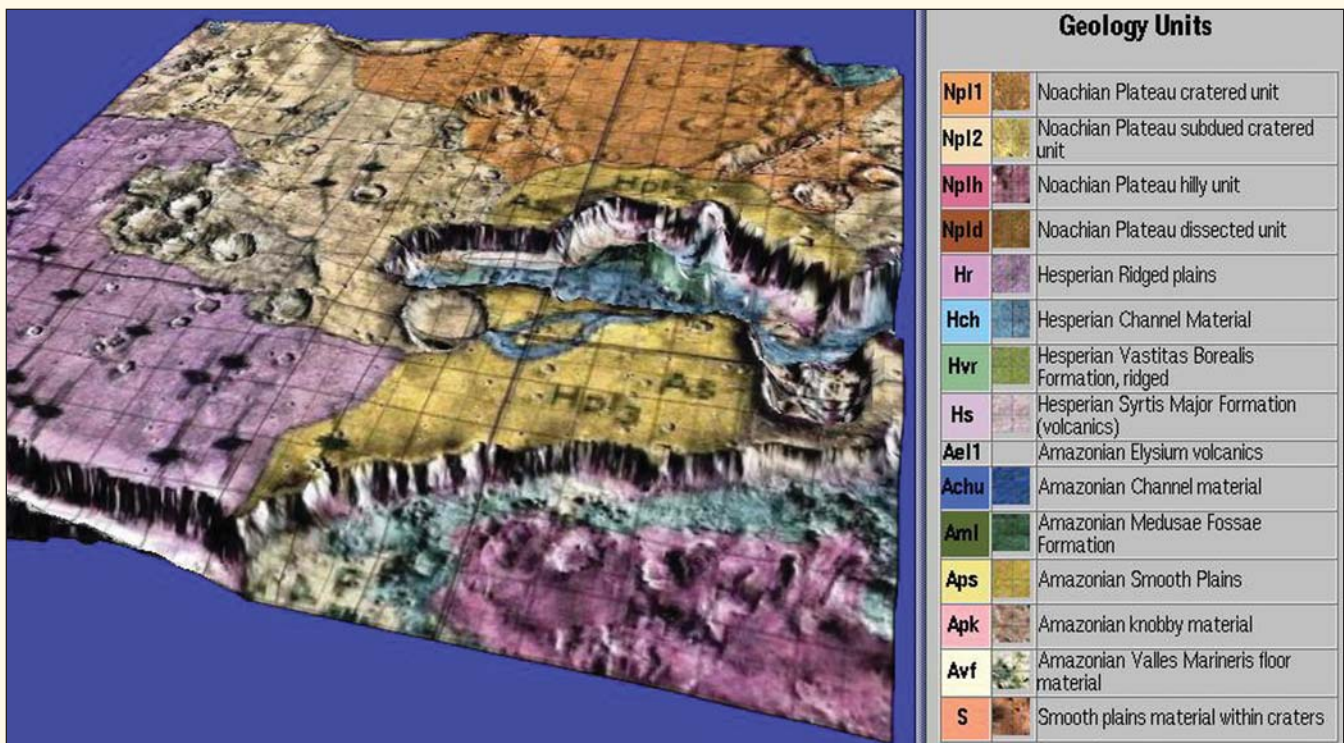 Hpl3
As
Hpl3
Geology Units
Npl1 Noachian Plateau cratered unit
Npl2 Noachian Plateau subdued cratered
unit
Nplh Noachian Plateau hilly unit
Npld Noachian Plateau dissected unit
Hr Hesperian Ridged plains
Hch Hesperian Channel Material
Hvr Hesperian Vastitas Borealis
Formation, ridged
Hs Hesperian Syrtis Major Formation
(volcanics)
Ael1 Amazonian Elysium volcanics
Achu Amazonian Channel material
Aml Amazonian Medusae Fossae
Formation
Aps Amazonian Smooth Plains
Apk Amazonian knobby material
Avf Amazonian Valles Marineris floor
material
S Smooth plains material within craters